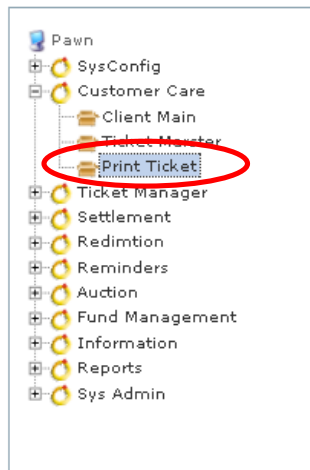 Pawn
SysConfig
Customer Care
Client Main
Ticket Marster
Print Ticket
Ticket Manager
Settlement
Redimtion
Reminders
Auction
Fund Management
Information
Reports
Sys Admin